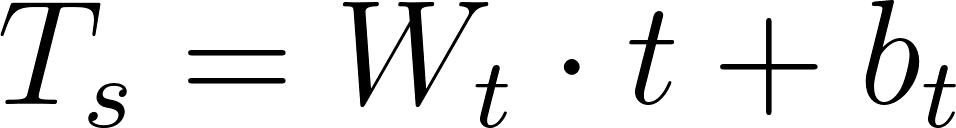 T_s = W_t · t + b_t